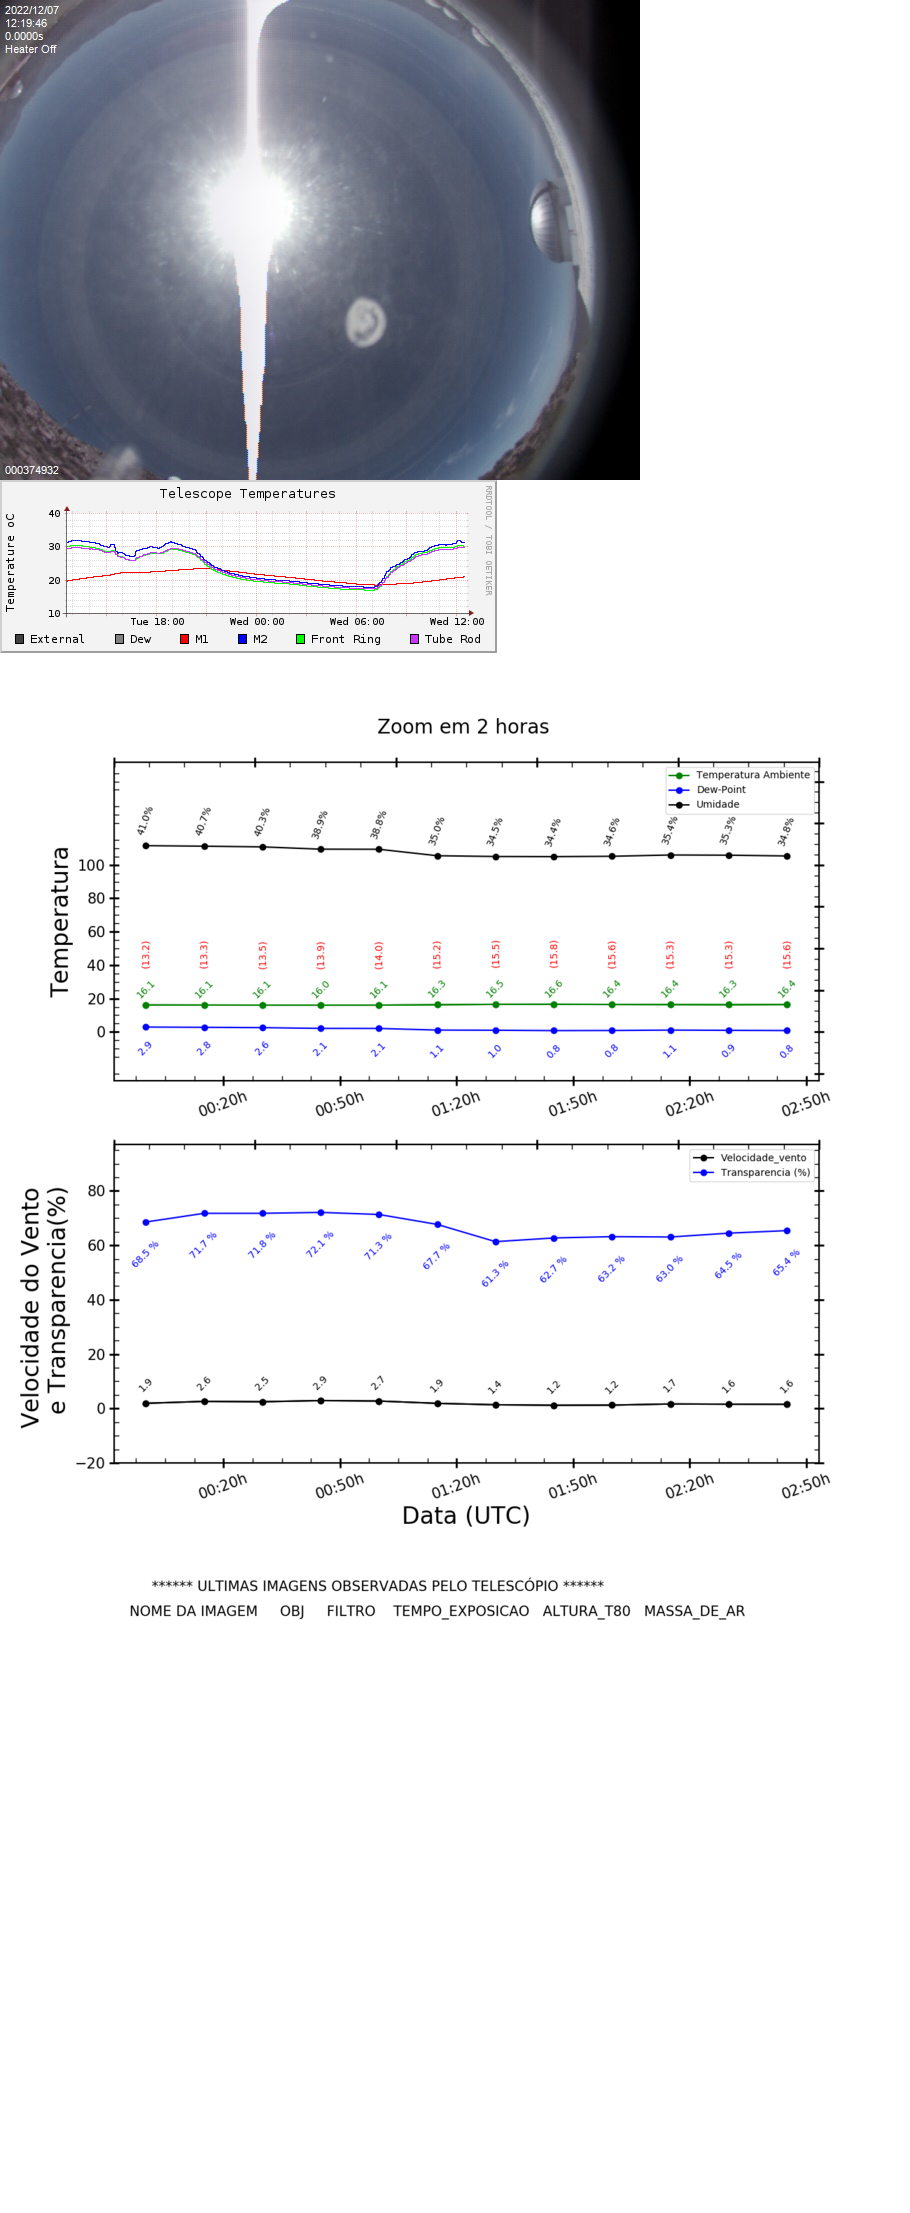 2022/12/07
12:19:46
0.0000s
Heater Off
000374932
Telescope Temperatures
RRDTOOL / TOBI OETIKER
Temperature oC
40
30
20
10
Tue 18:00 Wed 00:00 Wed 06:00 Wed 12:00
External Dew M1 M2 Front Ring Tube Rod
Zoom em 2 horas
Temperatura Ambiente
Dew-Point
Umidade
41.0% 40.7% 40.3% 38.9% 38.8% 35.0% 34.5% 34.4% 34.6% 35.4% 35.3% 34.8%
Temperatura
100
80
60
40
20
0
(13.2) (13.3) (13.5) (13.9) (14.0) (15.2) (15.5) (15.8) (15.6) (15.3) (15.3) (15.6)
16.1 16.1 16.1 16.0 16.1 16.3 16.5 16.6 16.4 16.4 16.3 16.4
2.9 2.8 2.6 2.1 2.1 1.1 1.0 0.8 0.8 1.1 0.9 0.8
00:20h 00:50h 01:20h 01:50h 02:20h 02:50h
Velocidade_vento
Transparencia (%)
Velocidade do Vento
e Transparencia(%)
80
60
40
20
0
−20
68.5 % 71.7 % 71.8 % 72.1 % 71.3 % 67.7 % 61.3 % 62.7 % 63.2 % 63.0 % 64.5 % 65.4 %
1.9 2.6 2.5 2.9 2.7 1.9 1.4 1.2 1.2 1.7 1.6 1.6
00:20h 00:50h 01:20h 01:50h 02:20h 02:50h
Data (UTC)
****** ULTIMAS IMAGENS OBSERVADAS PELO TELESCÓPIO ******
NOME DA IMAGEM OBJ FILTRO TEMPO_EXPOSICAO ALTURA_T80 MASSA_DE_AR